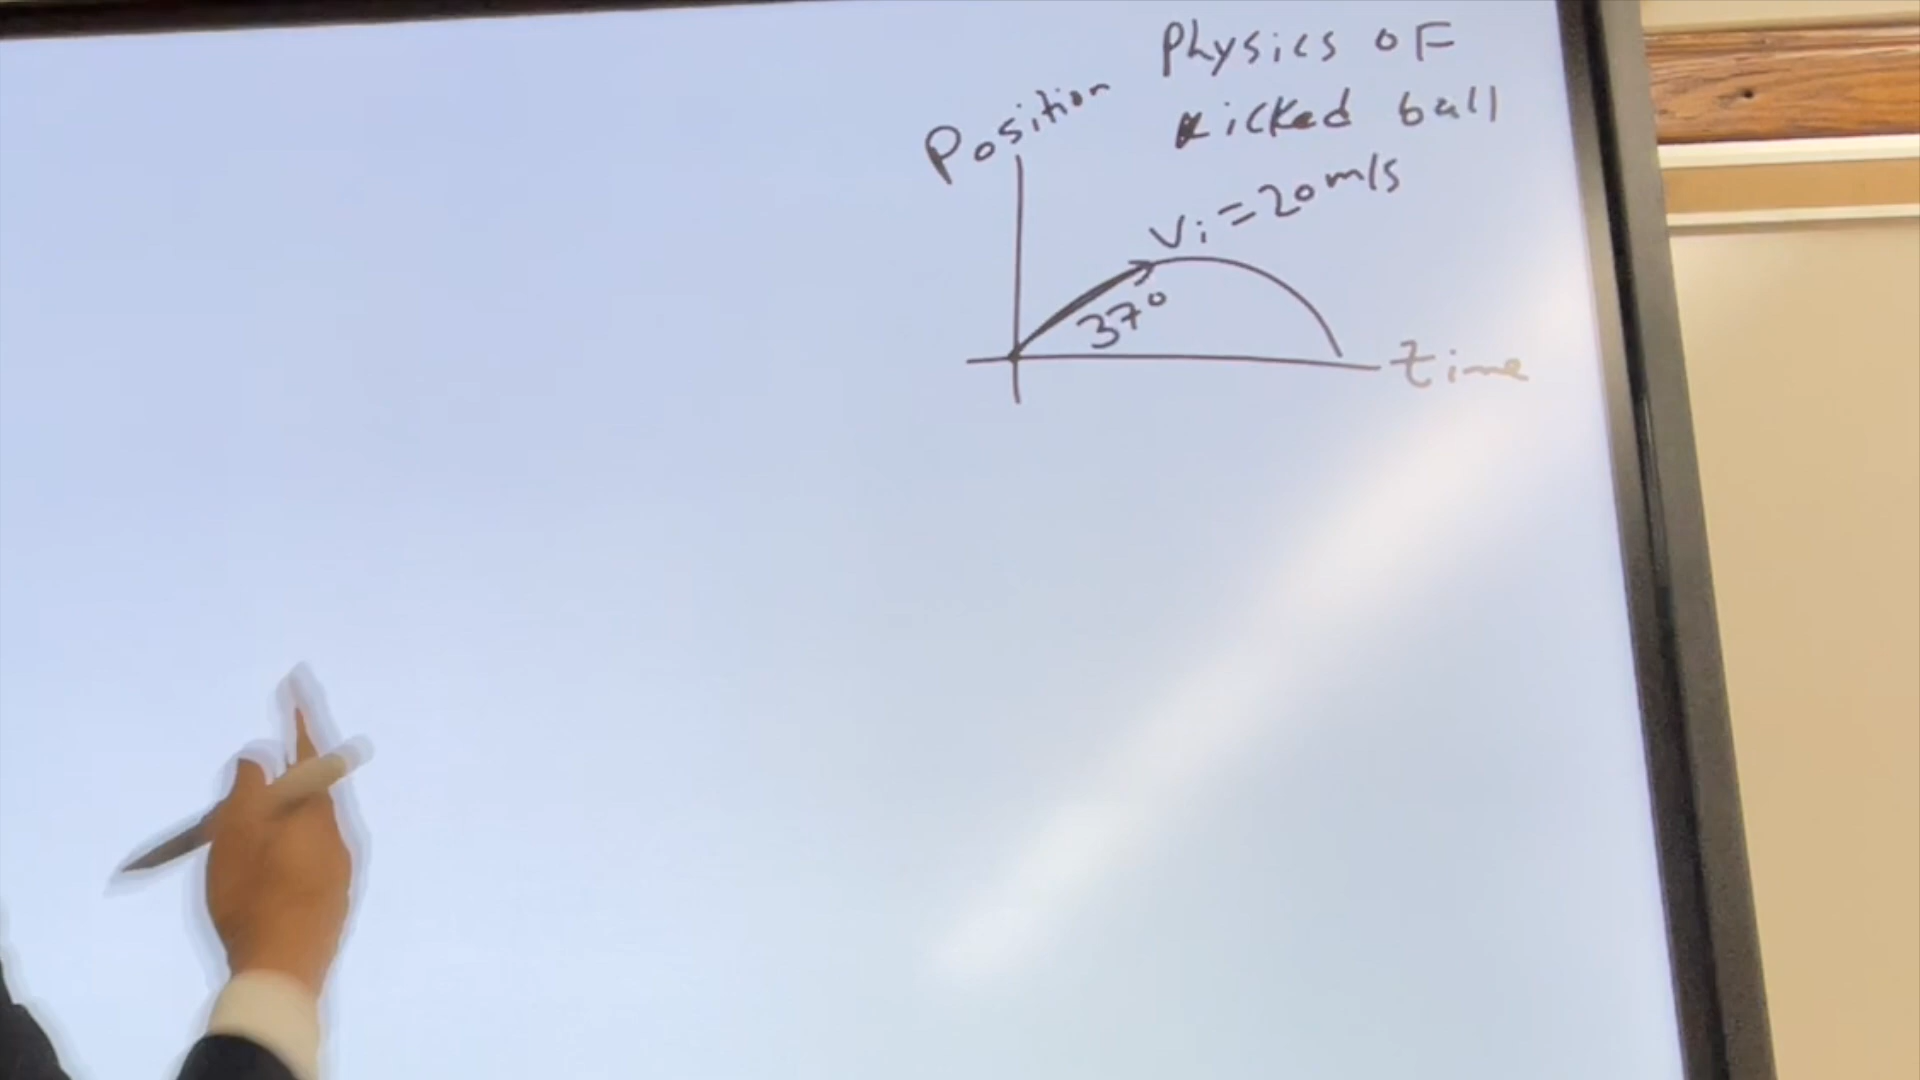 Physics OF
kicked ball
Position
Vi = 20 m/s
37°
time